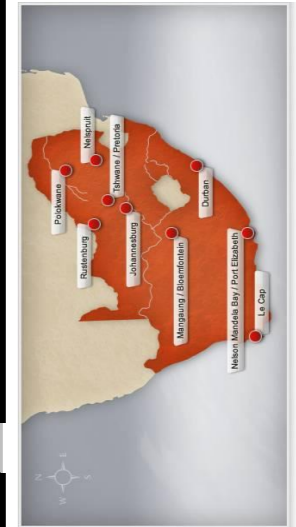 Polokwane
Nelspruit
Rustenburg
Tshwane / Pretoria
Johannesburg
Mangaung / Bloemfontein
Durban
Nelson Mandela Bay / Port Elizabeth
Le Cap
N
E
W
S